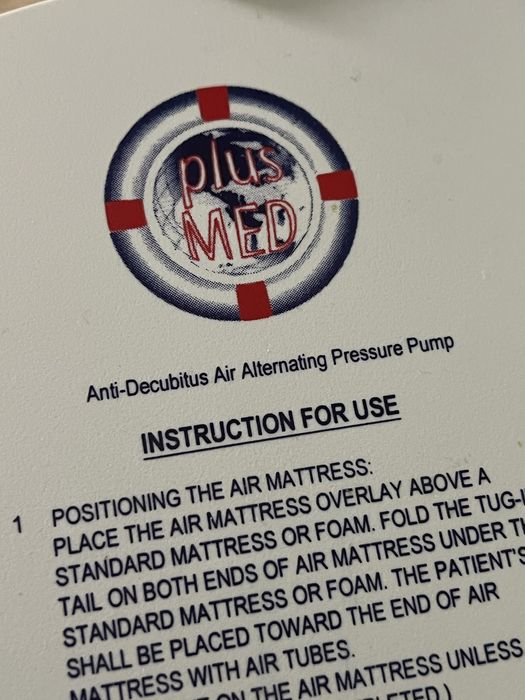 plus
MED
Anti-Decubitus Air Alternating Pressure Pump
INSTRUCTION FOR USE
1 POSITIONING THE AIR MATTRESS:
PLACE THE AIR MATTRESS OVERLAY ABOVE A
STANDARD MATTRESS OR FOAM. FOLD THE TUG-
TAIL ON BOTH ENDS OF AIR MATTRESS UNDER
STANDARD MATTRESS OR FOAM. THE PATIENT'S
SHALL BE PLACED TOWARD THE END OF AIR
MATTRESS WITH AIR TUBES.
ON THE AIR MATTRESS UNLESS